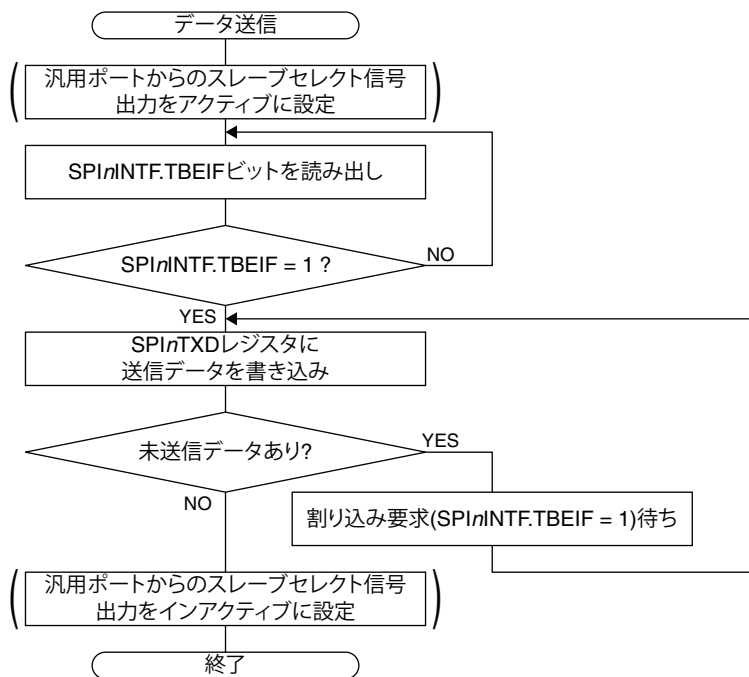 データ送信
汎用ポートからのスレーブセレクト信号
出力をアクティブに設定
SPInINTF.TBEIFビットを読み出し
SPInINTF.TBEIF = 1 ?
NO
YES
SPInTXDレジスタに
送信データを書き込み
未送信データあり?
YES
NO
割り込み要求(SPInINTF.TBEIF = 1)待ち
汎用ポートからのスレーブセレクト信号
出力をインアクティブに設定
終了